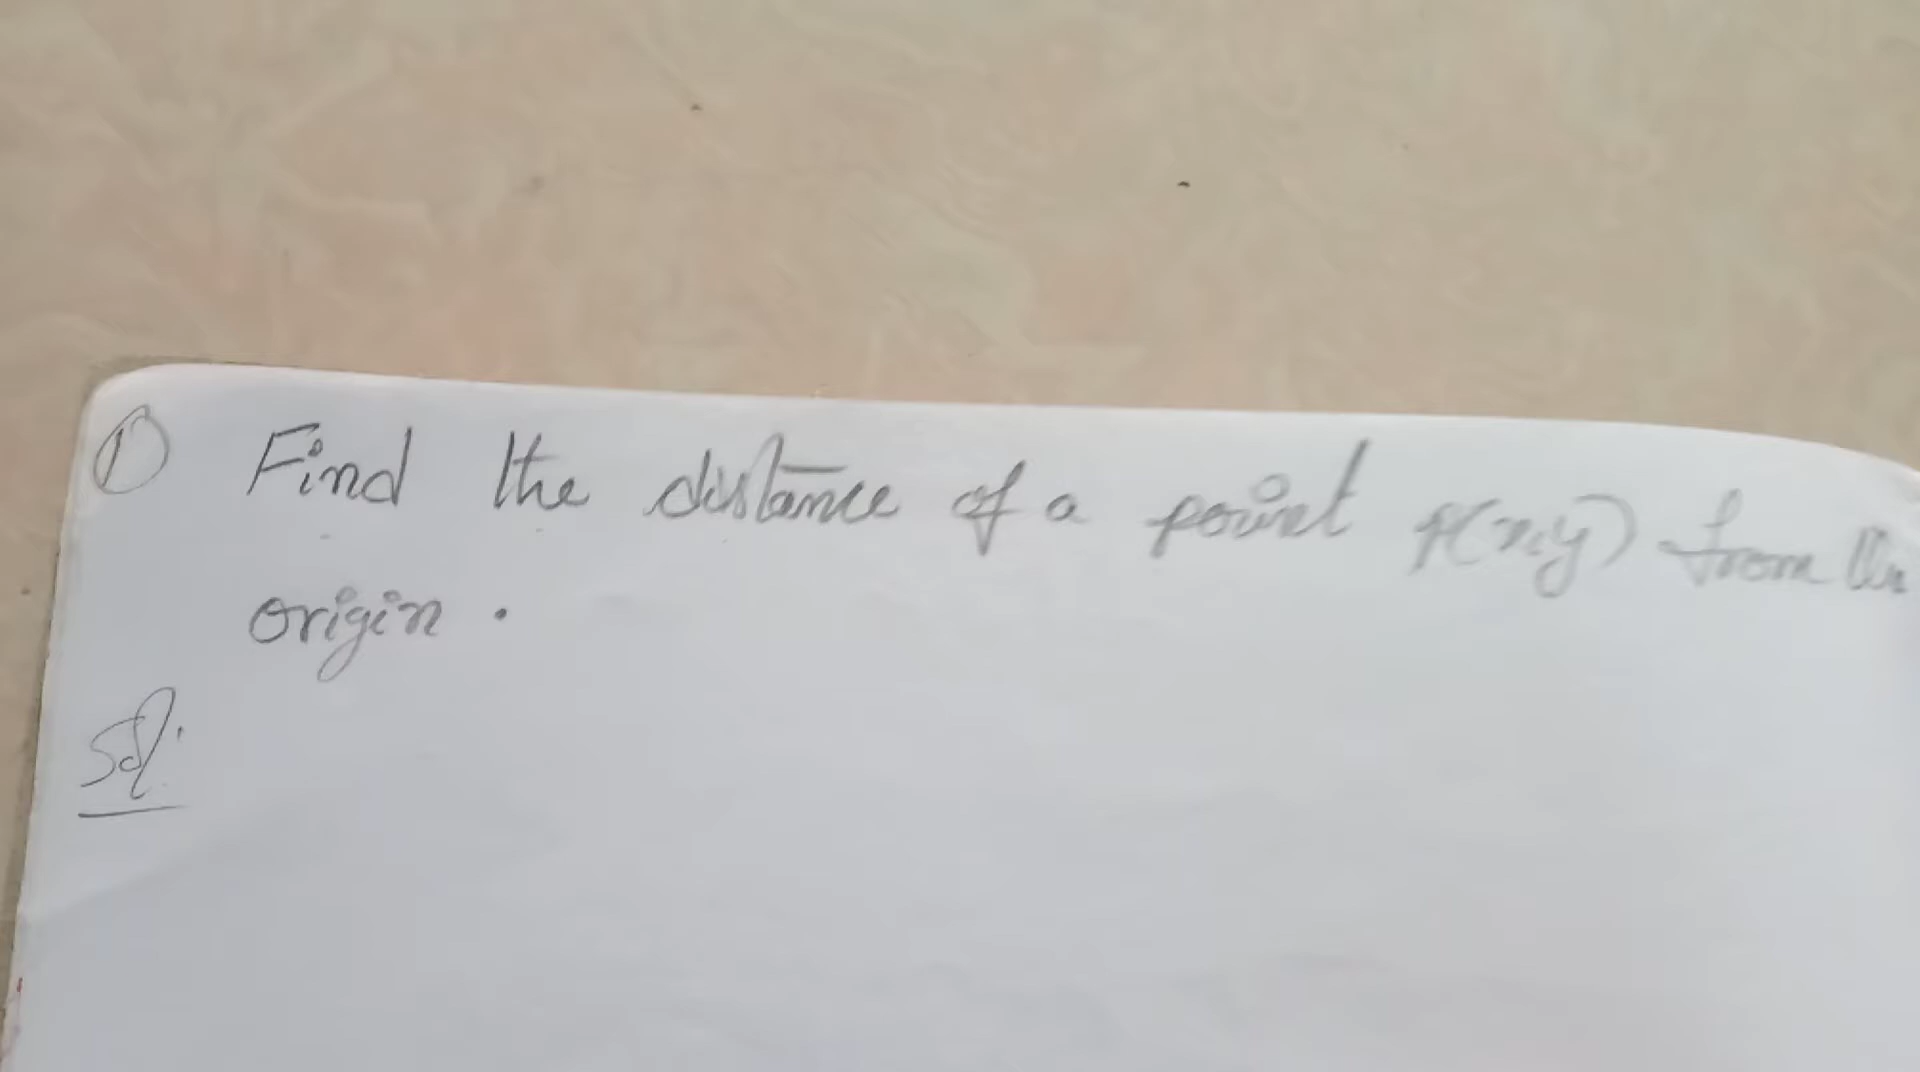 ① Find the distance of a point P(x,y) from the
origin.
Sol.